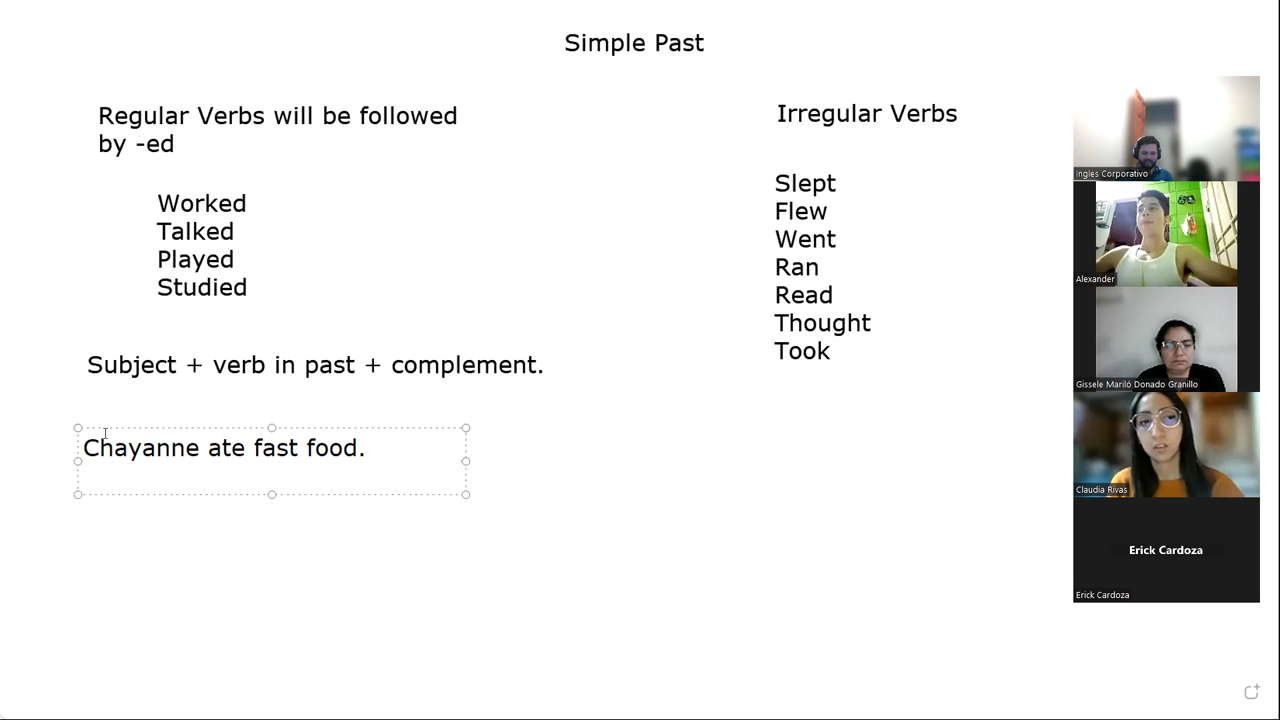 Simple Past
Regular Verbs will be followed
by -ed
Worked
Talked
Played
Studied
Subject + verb in past + complement.
Chayanne ate fast food.
Irregular Verbs
Slept
Flew
Went
Ran
Read
Thought
Took
Ingles Corporativo
Alexander
Gissele Mariló Donado Granillo
Claudia Rivas
Erick Cardoza
Erick Cardoza